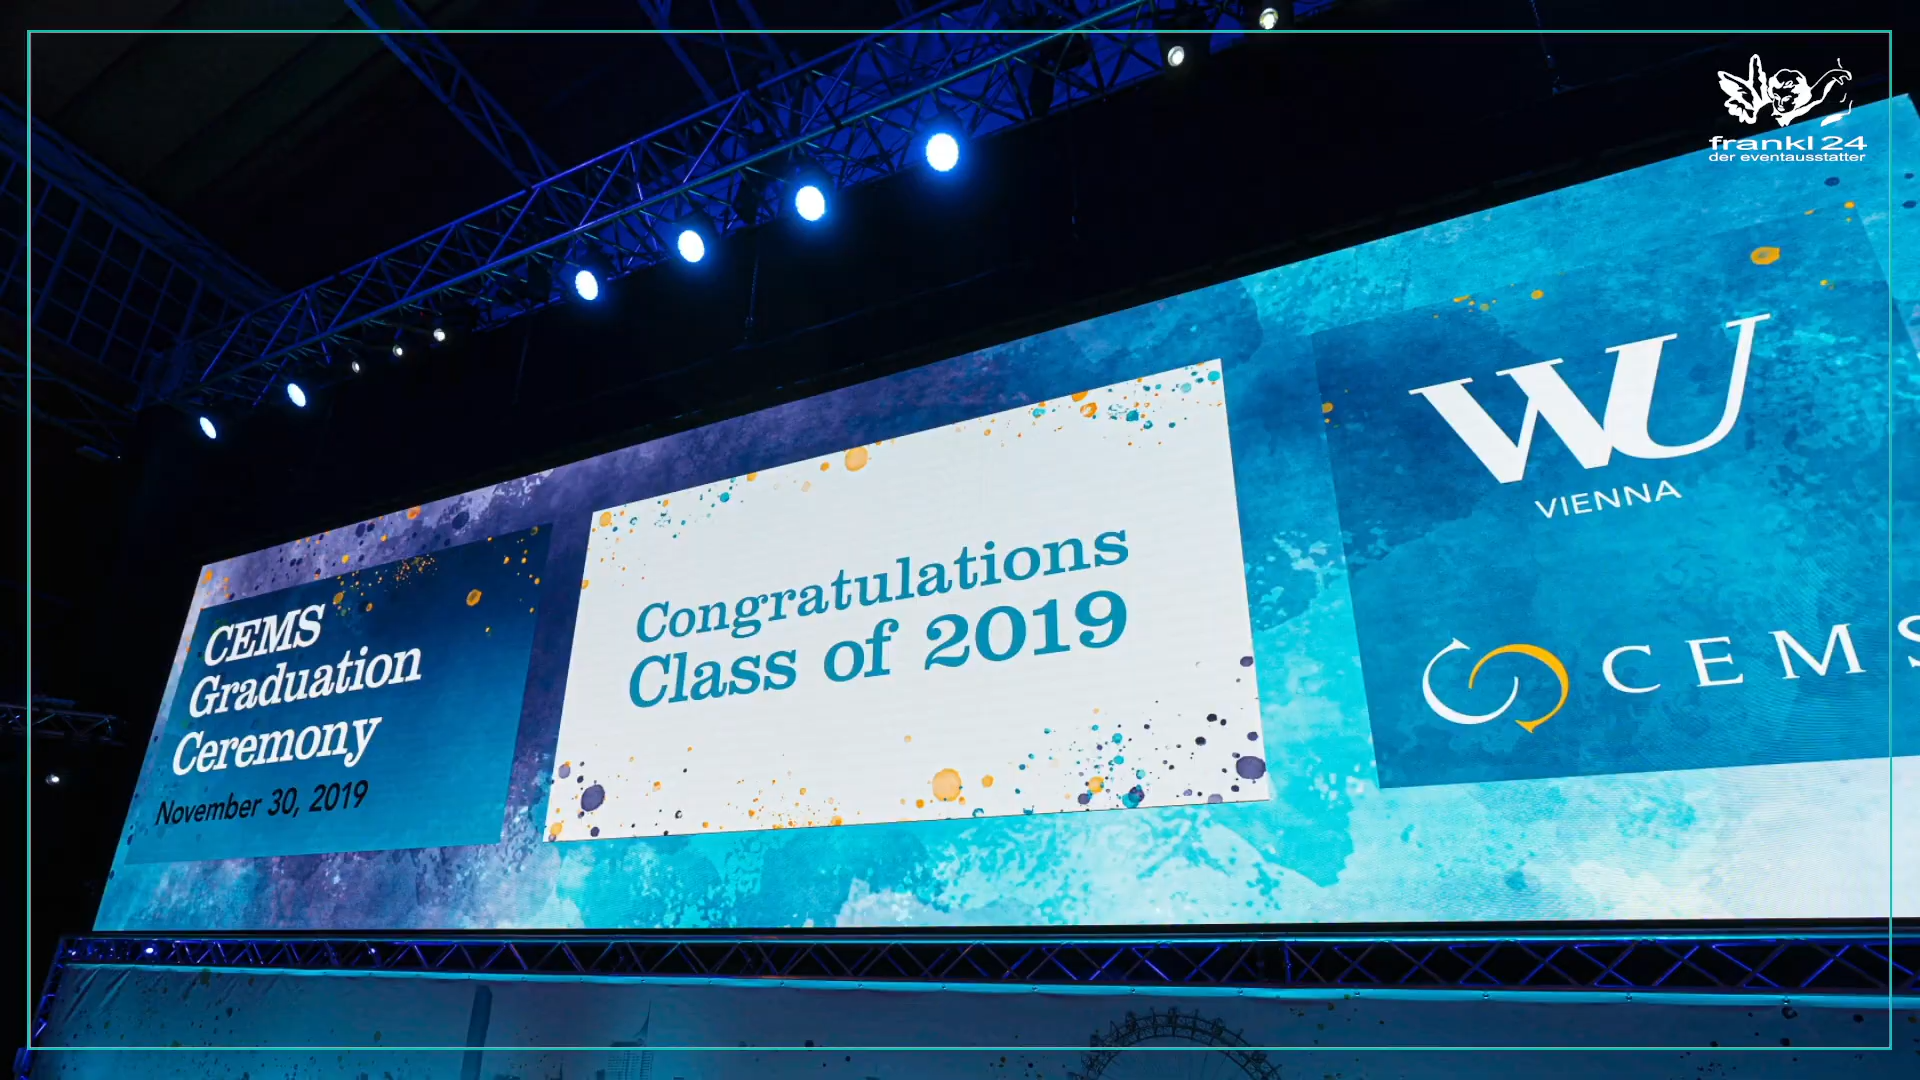 frankl 24
der eventausstatter
CEMS
Graduation
Ceremony
November 30, 2019
Congratulations
Class of 2019
WU
VIENNA
CEMS